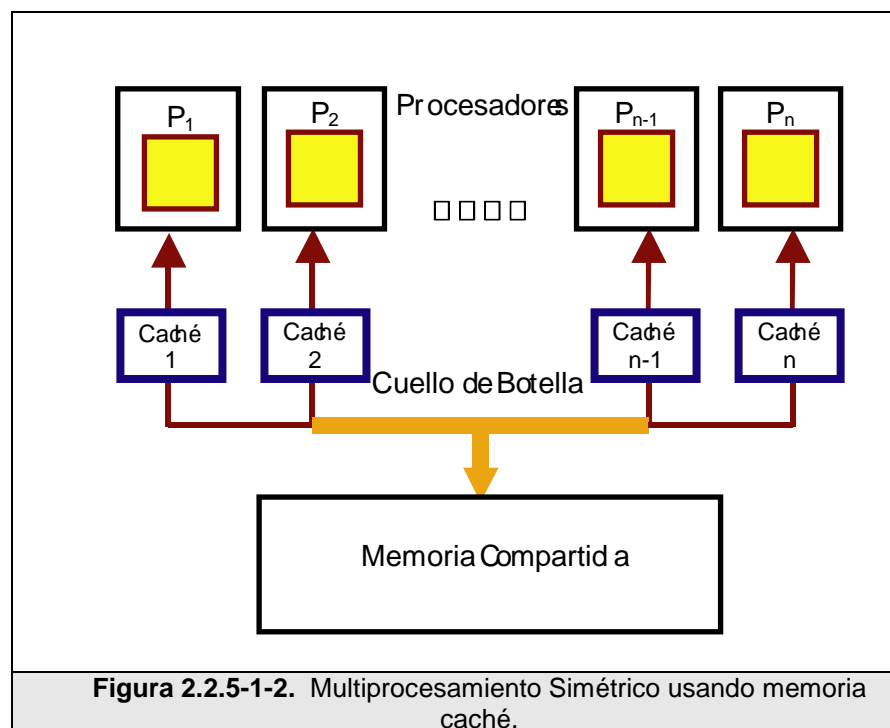 P1 P2 Procesadores Pn-1 Pn
Caché 1 Caché 2 Caché n-1 Caché n
Cuello de Botella
Memoria Compartida
Figura 2.2.5-1-2. Multiprocesamiento Simétrico usando memoria
caché.